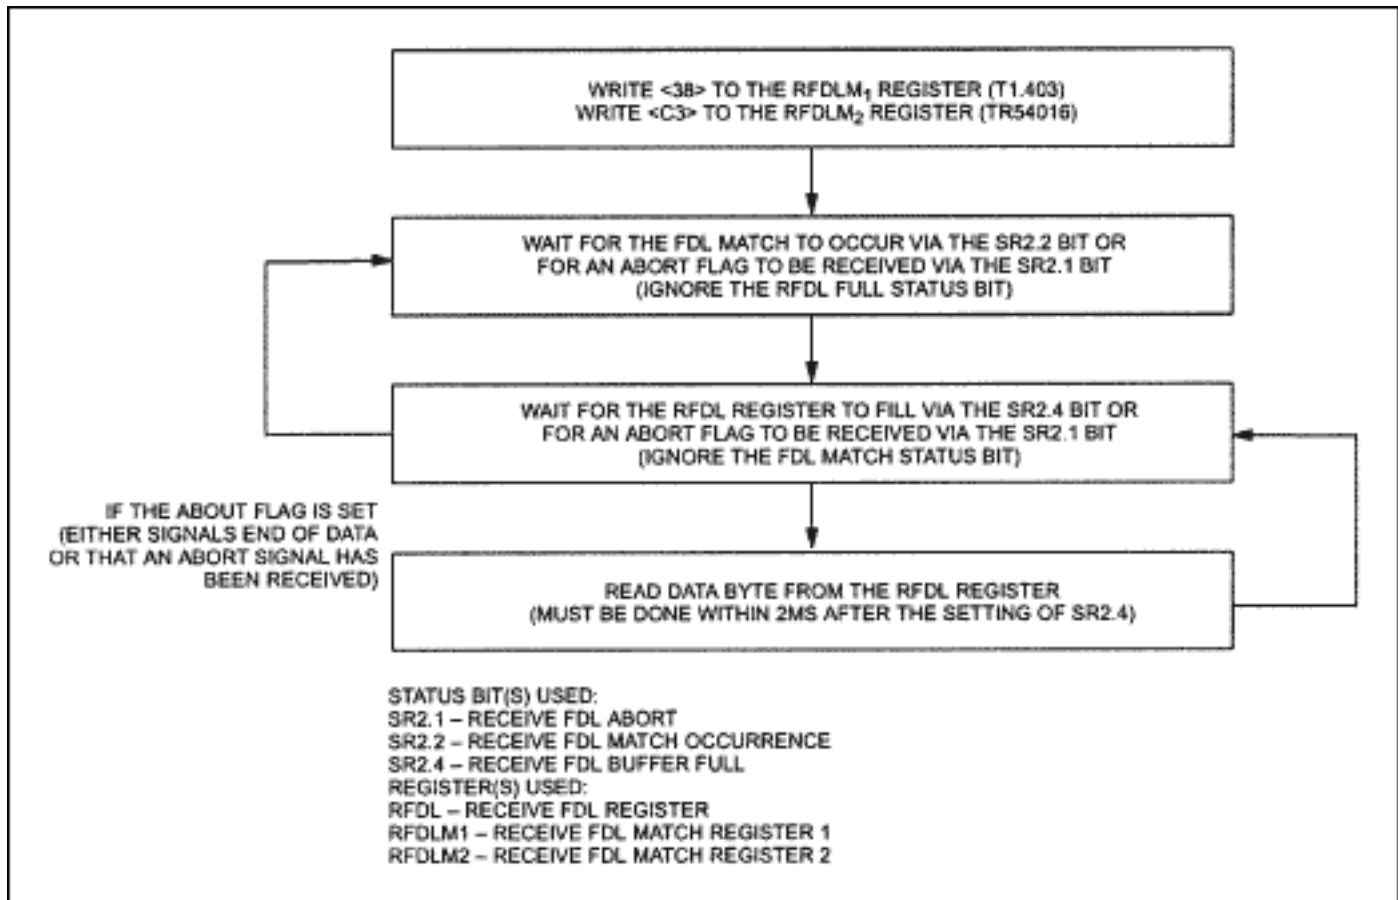 WRITE <38> TO THE RFDLM1 REGISTER (T1.403)
WRITE <C3> TO THE RFDLM2 REGISTER (TR54016)
WAIT FOR THE FDL MATCH TO OCCUR VIA THE SR2.2 BIT OR
FOR AN ABORT FLAG TO BE RECEIVED VIA THE SR2.1 BIT
(IGNORE THE RFDL FULL STATUS BIT)
WAIT FOR THE RFDL REGISTER TO FILL VIA THE SR2.4 BIT OR
FOR AN ABORT FLAG TO BE RECEIVED VIA THE SR2.1 BIT
(IGNORE THE FDL MATCH STATUS BIT)
IF THE ABOUT FLAG IS SET
(EITHER SIGNALS END OF DATA
OR THAT AN ABORT SIGNAL HAS
BEEN RECEIVED)
READ DATA BYTE FROM THE RFDL REGISTER
(MUST BE DONE WITHIN 2MS AFTER THE SETTING OF SR2.4)
STATUS BIT(S) USED:
SR2.1 – RECEIVE FDL ABORT
SR2.2 – RECEIVE FDL MATCH OCCURRENCE
SR2.4 – RECEIVE FDL BUFFER FULL
REGISTER(S) USED:
RFDL – RECEIVE FDL REGISTER
RFDLM1 – RECEIVE FDL MATCH REGISTER 1
RFDLM2 – RECEIVE FDL MATCH REGISTER 2